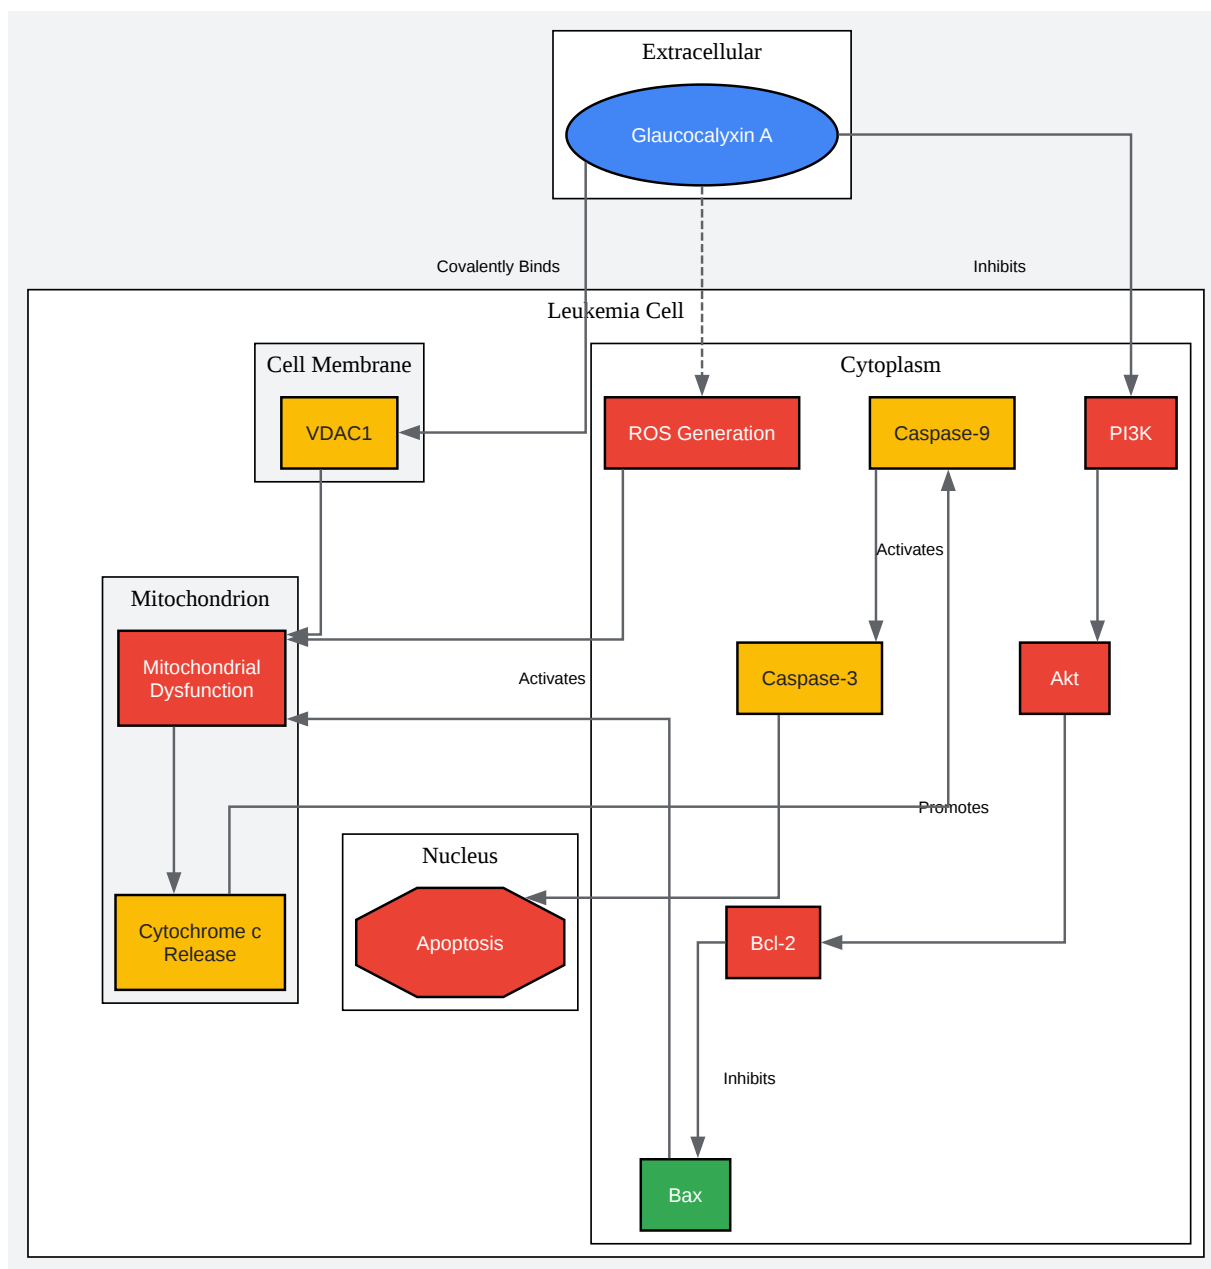 Extracellular
Glaucocalyxin A
Covalently Binds
Inhibits
Leukemia Cell
Cell Membrane
Cytoplasm
VDAC1
ROS Generation
Caspase-9
PI3K
Activates
Mitochondrion
Mitochondrial
Dysfunction
Activates
Caspase-3
Akt
Promotes
Nucleus
Cytochrome c
Release
Apoptosis
Bcl-2
Inhibits
Bax